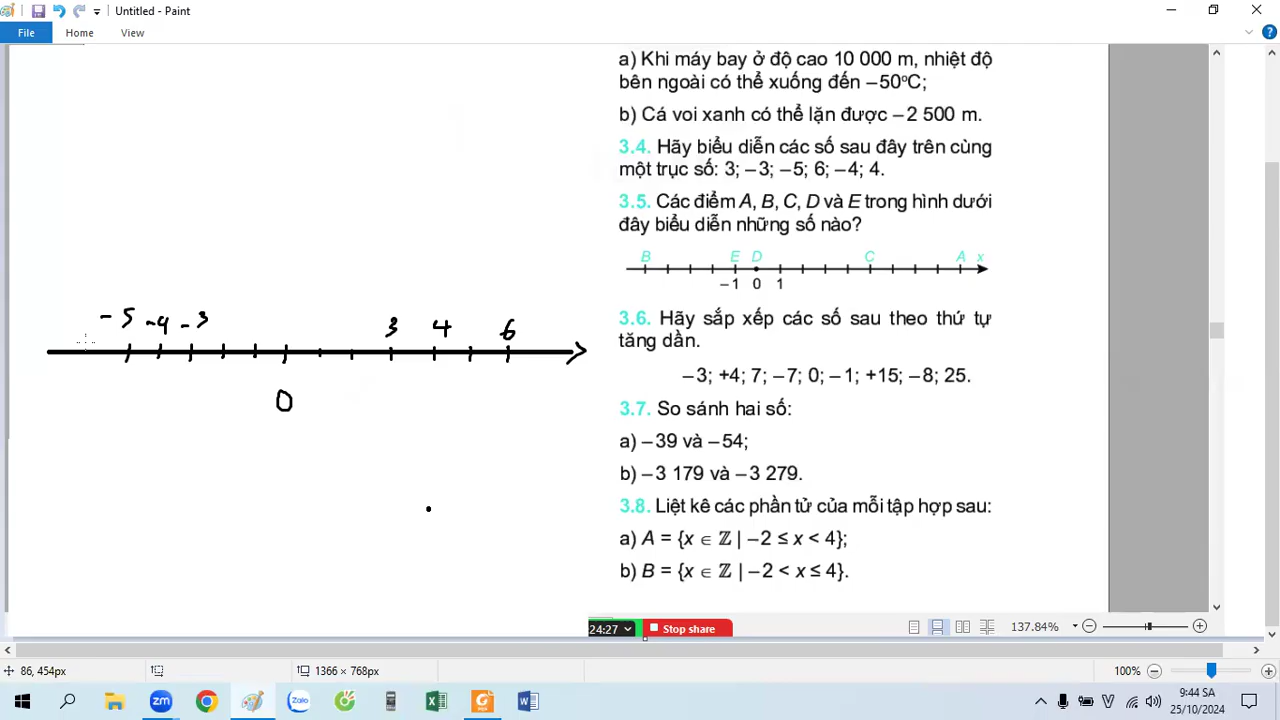 Untitled - Paint
File Home View
a) Khi máy bay ở độ cao 10 000 m, nhiệt độ
bên ngoài có thể xuống đến −50°C;
b) Cá voi xanh có thể lặn được −2 500 m.
3.4. Hãy biểu diễn các số sau đây trên cùng
một trục số: 3; −3; −5; 6; −4; 4.
3.5. Các điểm A, B, C, D và E trong hình dưới
đây biểu diễn những số nào?
B E D C A x
−1 0 1
3.6. Hãy sắp xếp các số sau theo thứ tự
tăng dần.
−3; +4; 7; −7; 0; −1; +15; −8; 25.
3.7. So sánh hai số:
a) −39 và −54;
b) −3 179 và −3 279.
3.8. Liệt kê các phần tử của mỗi tập hợp sau:
a) A = {x ∈ ℤ | −2 ≤ x < 4};
b) B = {x ∈ ℤ | −2 < x ≤ 4}.
-5 -4 -3 3 4 6
0
24:27 Stop share
137.84%
86, 454px 1366 × 768px 100%
zm Zalo
9:44 SA
25/10/2024